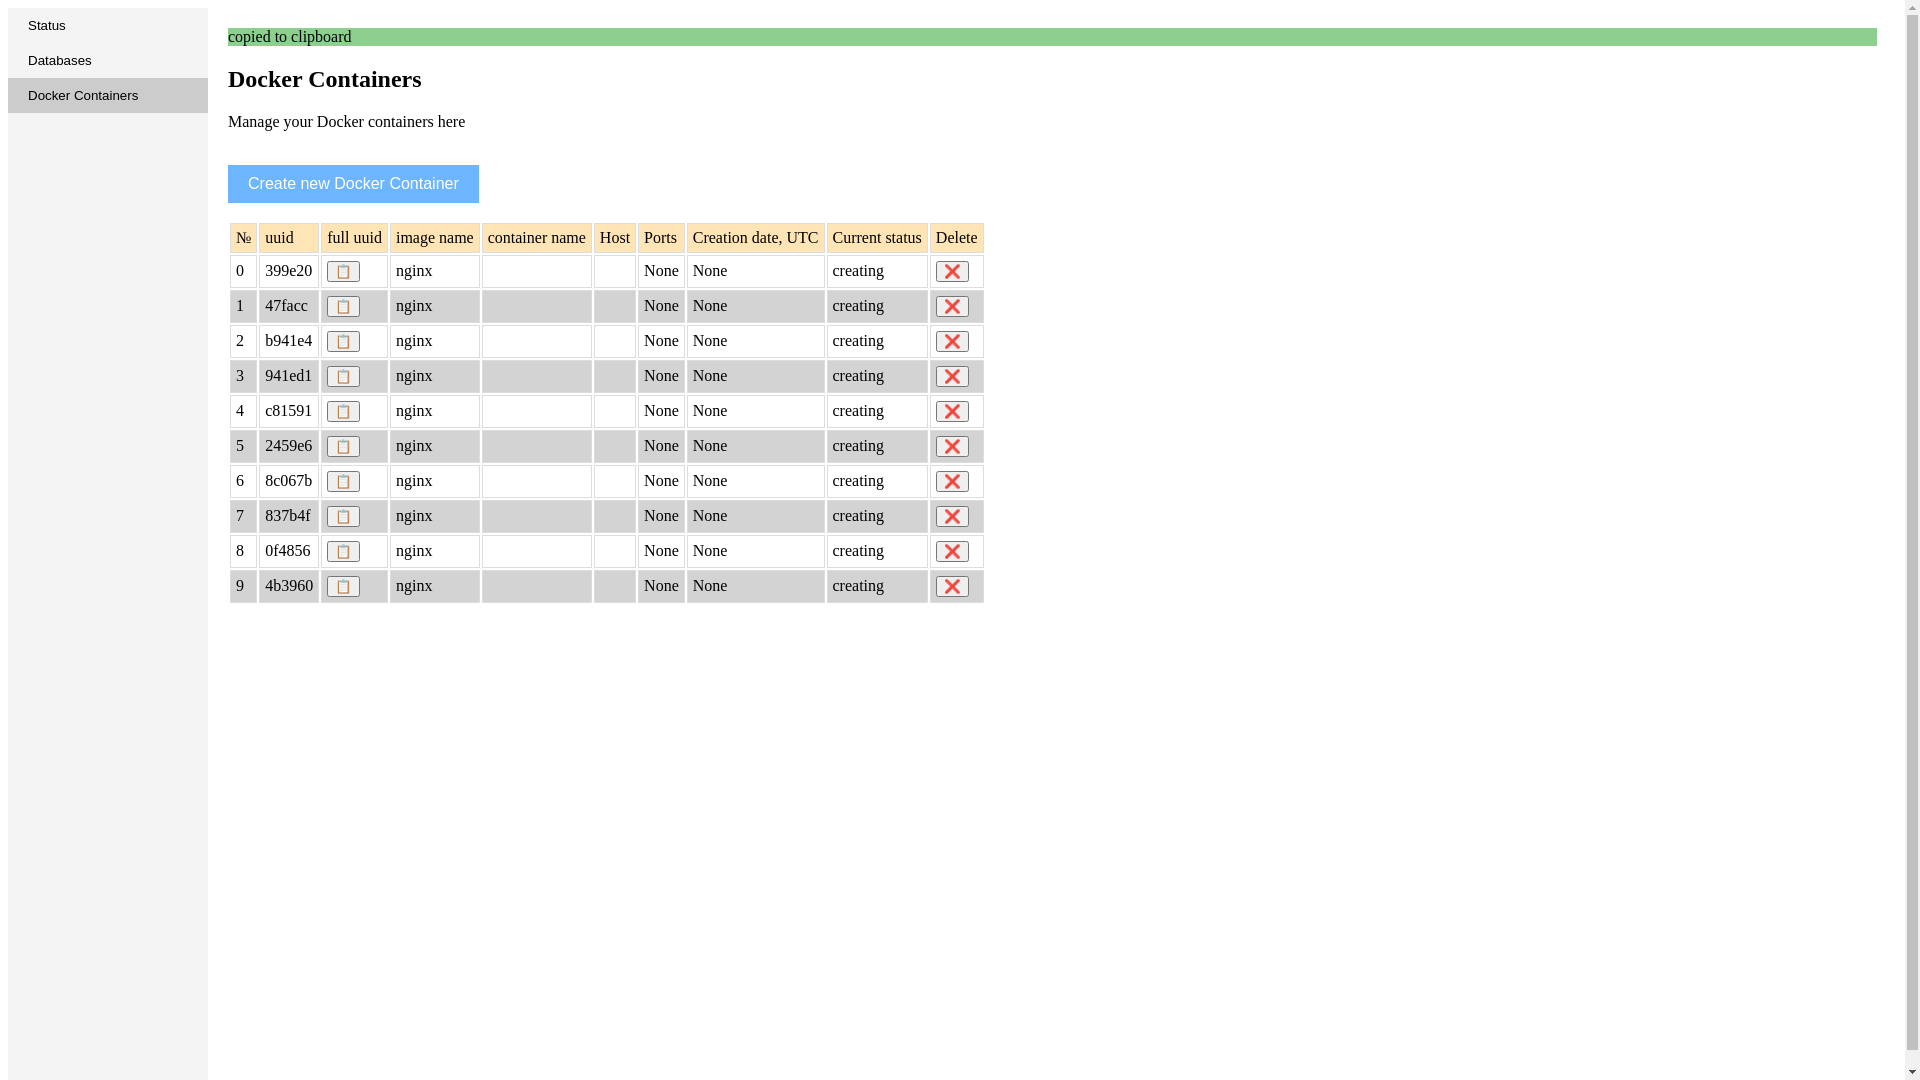 Status
Databases
Docker Containers
copied to clipboard
Docker Containers
Manage your Docker containers here
Create new Docker Container
№ uuid full uuid image name container name Host Ports Creation date, UTC Current status Delete
0 399e20 📋 nginx None None creating ❌
1 47facc 📋 nginx None None creating ❌
2 b941e4 📋 nginx None None creating ❌
3 941ed1 📋 nginx None None creating ❌
4 c81591 📋 nginx None None creating ❌
5 2459e6 📋 nginx None None creating ❌
6 8c067b 📋 nginx None None creating ❌
7 837b4f 📋 nginx None None creating ❌
8 0f4856 📋 nginx None None creating ❌
9 4b3960 📋 nginx None None creating ❌